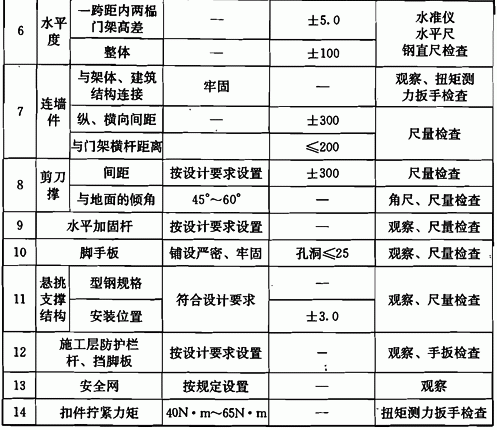 6 水平度 一跨距内两榀门架高差 — ±5.0 水准仪 水平尺 钢直尺检查
整体 — ±100
7 连墙件 与架体、建筑结构连接 牢固 — 观察、扭矩测力扳手检查
纵、横向间距 — ±300 尺量检查
与门架横杆距离 ≤200
8 剪刀撑 间距 按设计要求设置 ±300 尺量检查
与地面的倾角 45°～60° — 角尺、尺量检查
9 水平加固杆 按设计要求设置 — 观察、尺量检查
10 脚手板 铺设严密、牢固 孔洞≤25 观察、尺量检查
11 悬挑支撑结构 型钢规格 符合设计要求 — 观察、尺量检查
安装位置 ±3.0
12 施工层防护栏杆、挡脚板 按设计要求设置 — 观察、手扳检查
13 安全网 按规定设置 — 观察
14 扣件拧紧力矩 40N·m～65N·m — 扭矩测力扳手检查